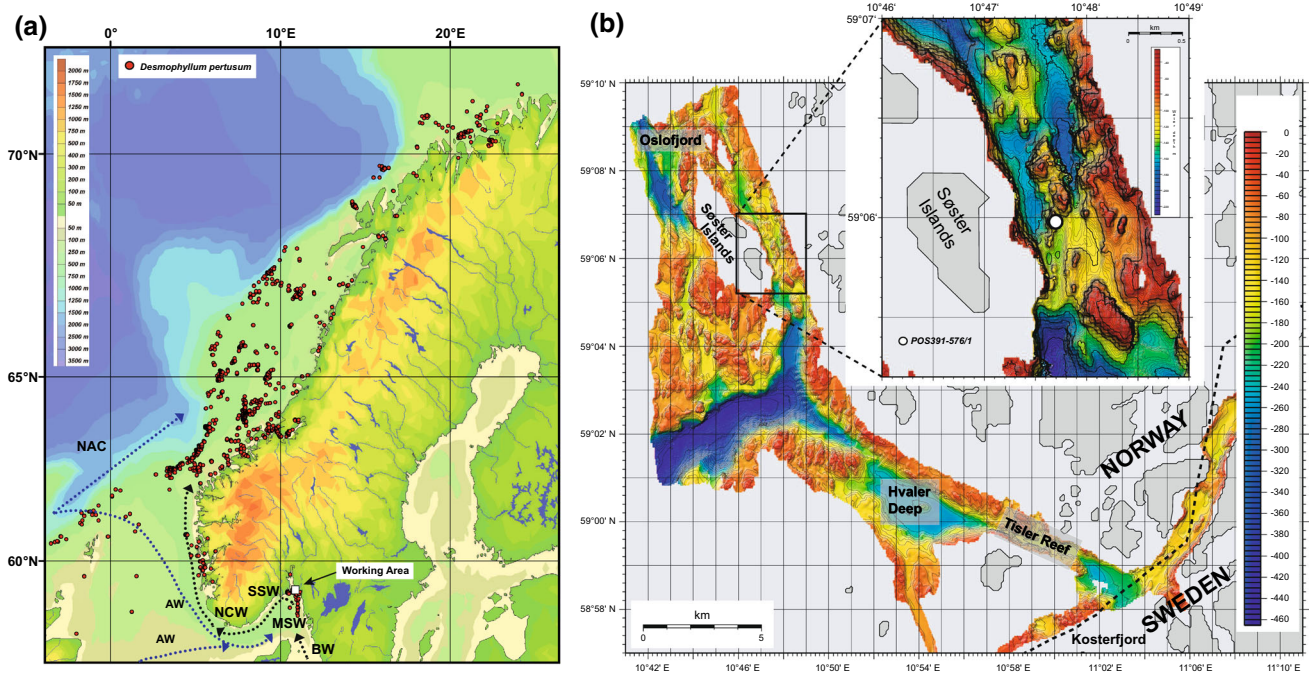 (a)
0°
10°E
20°E
2000 m
1750 m
1500 m
1250 m
1000 m
750 m
500 m
400 m
300 m
200 m
100 m
50 m
50 m
100 m
250 m
500 m
750 m
1000 m
1250 m
1500 m
2000 m
2500 m
3000 m
3500 m
Desmophyllum pertusum
70°N
65°N
60°N
NAC
AW
AW
NCW
SSW
MSW
BW
Working Area
(b)
10°46'
10°47'
10°48'
10°49'
59°07'
59°06'
km
0
0.5
Søster
Islands
POS391-576/1
59° 10' N
59° 08' N
59° 06' N
59° 04' N
59° 02' N
59° 00' N
58° 58' N
Oslofjord
Søster
Islands
Hvaler
Deep
Tisler Reef
NORWAY
SWEDEN
Kosterfjord
km
0
5
10°42' E
10°46' E
10°50' E
10°54' E
10°58' E
11°02' E
11°06' E
11°10' E
0
-20
-40
-60
-80
-100
-120
-140
-160
-180
-200
-220
-240
-260
-280
-300
-320
-340
-360
-380
-400
-420
-440
-460